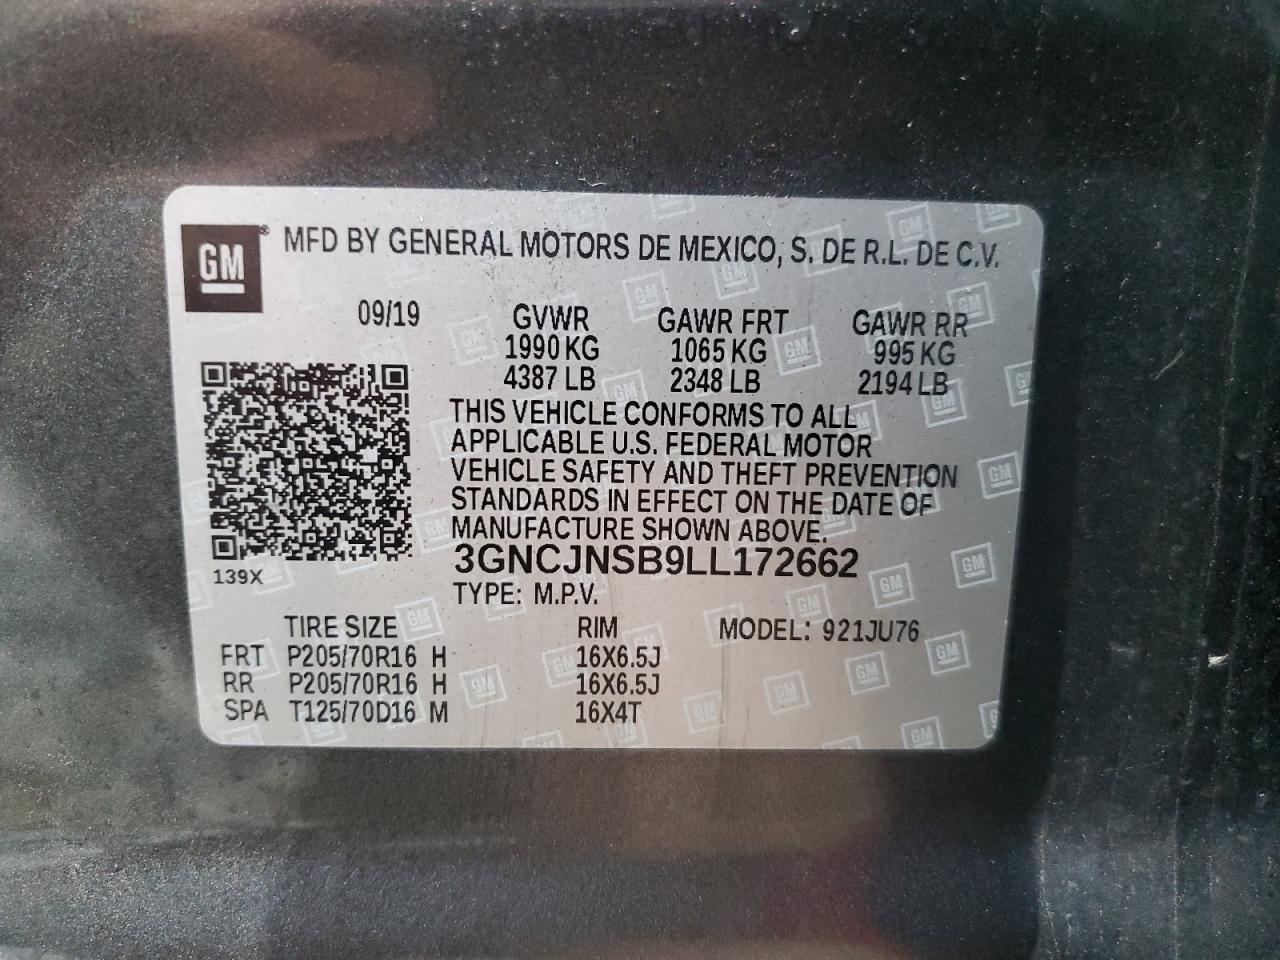 GM® MFD BY GENERAL MOTORS DE MEXICO, S. DE R.L. DE C.V.
09/19 GVWR GAWR FRT GAWR RR
1990 KG 1065 KG 995 KG
4387 LB 2348 LB 2194 LB
THIS VEHICLE CONFORMS TO ALL
APPLICABLE U.S. FEDERAL MOTOR
VEHICLE SAFETY AND THEFT PREVENTION
STANDARDS IN EFFECT ON THE DATE OF
MANUFACTURE SHOWN ABOVE.
3GNCJNSB9LL172662
139X
TYPE: M.P.V.
TIRE SIZE RIM MODEL: 921JU76
FRT P205/70R16 H 16X6.5J
RR P205/70R16 H 16X6.5J
SPA T125/70D16 M 16X4T